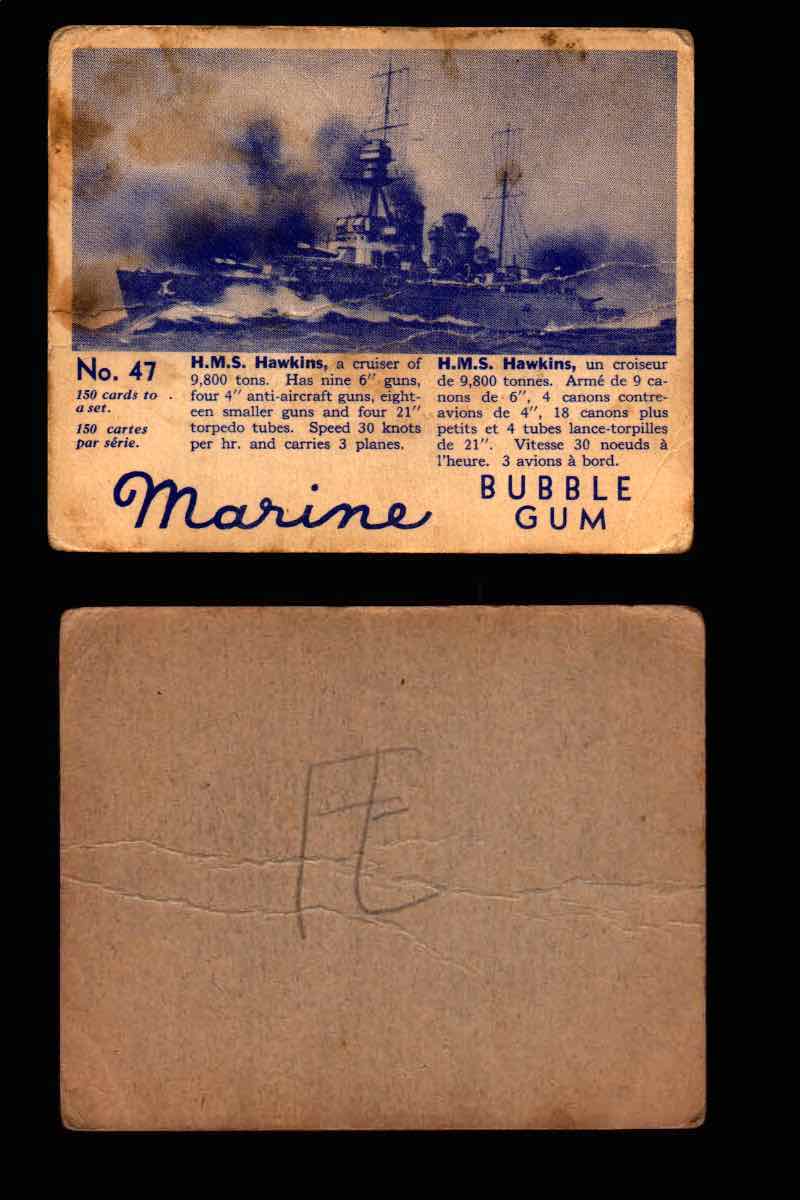 No. 47
150 cards to
a set.
150 cartes
par série.
H.M.S. Hawkins, a cruiser of
9,800 tons. Has nine 6" guns,
four 4" anti-aircraft guns, eight-
een smaller guns and four 21"
torpedo tubes. Speed 30 knots
per hr. and carries 3 planes.
H.M.S. Hawkins, un croiseur
de 9,800 tonnes. Armé de 9 ca-
nons de 6", 4 canons contre-
avions de 4", 18 canons plus
petits et 4 tubes lance-torpilles
de 21". Vitesse 30 noeuds à
l'heure. 3 avions à bord.
Marine
BUBBLE
GUM